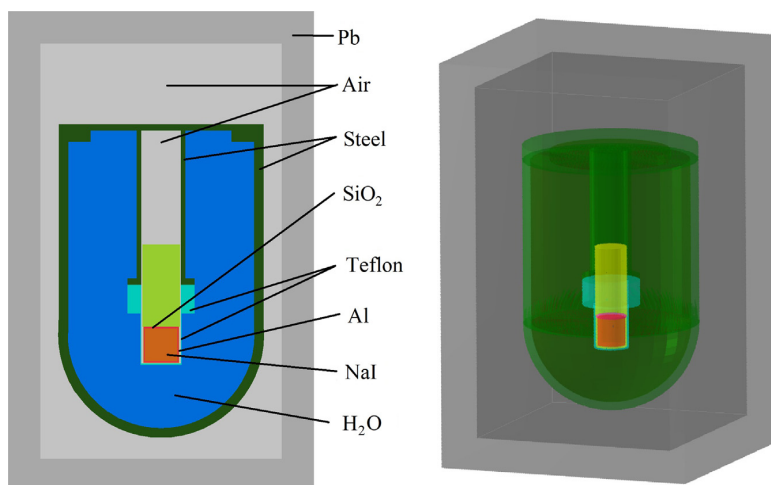 Pb
Air
Steel
SiO₂
Teflon
Al
NaI
H₂O